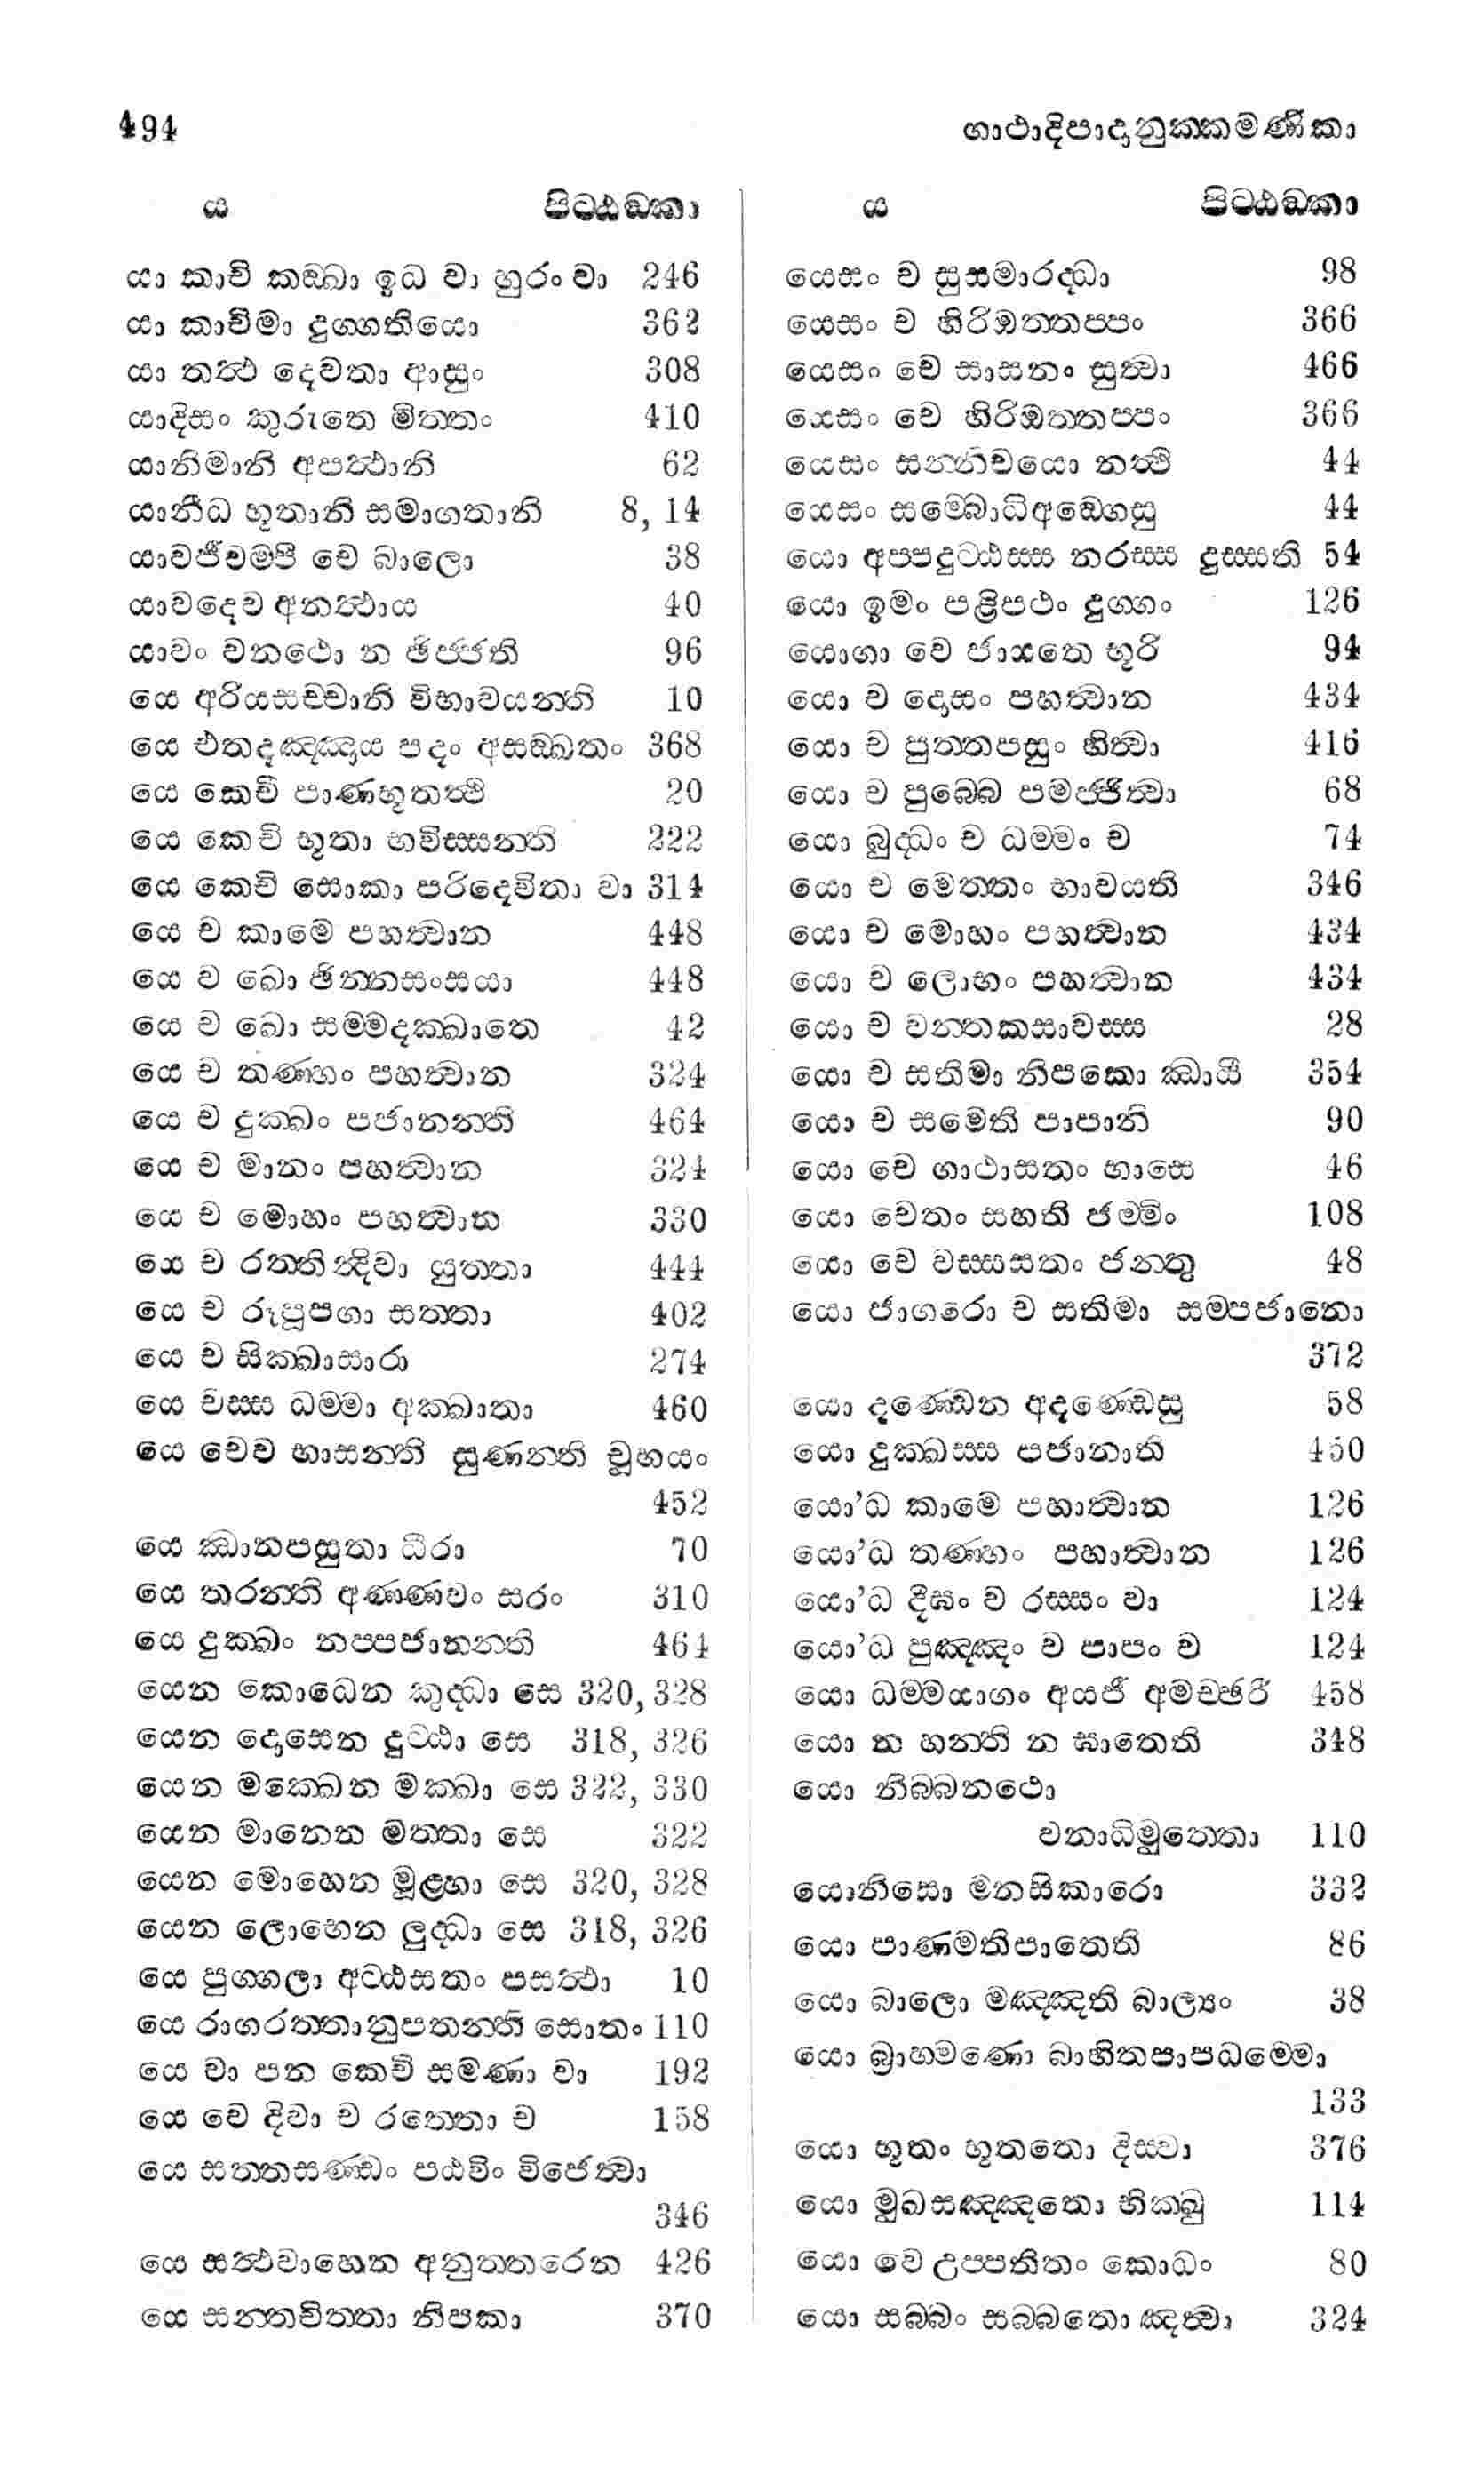 494
ගාථාදිපාදානුක්කමණිකා
ය පිට්ඨඞ්කා
යා කාචි කඞ්ඛා ඉධ වා හුරං වා 246
යා කාචිමා දුග්ගතියො 362
යා තත්ථ දෙවතා ආසුං 308
යාදිසං කුරුතෙ මිත්තං 410
යානිමානි අපත්ථානි 62
යානීධ භූතානි සමාගතානි 8, 14
යාවජීවම්පි චෙ බාලො 38
යාවදෙව අනත්ථාය 40
යාවං වනථො න ඡිජ්ජති 96
යෙ අරියසච්චානි විභාවයන්ති 10
යෙ එතදඤ්ඤාය පදං අසඞ්ඛතං 368
යෙ කෙචි පාණභූතත්ථි 20
යෙ කෙචි භූතා භවිස්සන්ති 222
යෙ කෙචි සොකා පරිදෙවිතා වා 314
යෙ ච කාමෙ පහත්වාන 448
යෙ ච ඛො ඡින්නසංසයා 448
යෙ ච ඛො සම්මදක්ඛාතෙ 42
යෙ ච තණ්හං පහත්වාන 324
යෙ ච දුක්ඛං පජානන්ති 464
යෙ ච මානං පහත්වාන 324
යෙ ච මොහං පහත්වාන 330
යෙ ච රත්තින්දිවා යුත්තා 444
යෙ ච රූපූපගා සත්තා 402
යෙ ච සික්ඛාසාරා 274
යෙ චස්ස ධම්මා අක්ඛාතා 460
යෙ චෙව භාසන්ති සුණන්ති චූභයං
452
යෙ ඣානපසුතා ධීරා 70
යෙ තරන්ති අණ්ණවං සරං 310
යෙ දුක්ඛං නප්පජානන්ති 464
යෙන කොධෙන කුද්ධා සෙ 320, 328
යෙන දොසෙන දුට්ඨා සෙ 318, 326
යෙන මක්ඛෙන මක්ඛා සෙ 322, 330
යෙන මානෙන මත්තා සෙ 322
යෙන මොහෙන මූළ්හා සෙ 320, 328
යෙන ලොභෙන ලුද්ධා සෙ 318, 326
යෙ පුග්ගලා අට්ඨසතං පසත්ථා 10
යෙ රාගරත්තානුපතන්ති සොතං 110
යෙ වා පන කෙචි සමණා වා 192
යෙ වෙ දිවා ච රත්තො ච 158
යෙ සත්තසණ්ඩං පඨවිං විජෙත්වා
346
යෙ සත්ථවාහෙන අනුත්තරෙන 426
යෙ සන්තචිත්තා නිපකා 370
ය පිට්ඨඞ්කා
යෙසං ච සුසමාරද්ධා 98
යෙසං ච හිරිඔත්තප්පං 366
යෙසං චෙ සාසනං සුත්වා 466
යෙසං වෙ හිරිඔත්තප්පං 366
යෙසං සන්නිචයො නත්ථි 44
යෙසං සම්බොධිඅඞ්ගෙසු 44
යො අප්පදුට්ඨස්ස නරස්ස දුස්සති 54
යො ඉමං පළිපථං දුග්ගං 126
යොගා වෙ ජායතෙ භූරි 94
යො ච දොසං පහත්වාන 434
යො ච පුත්තපසුං හිත්වා 416
යො ච පුබ්බෙ පමජ්ජිත්වා 68
යො බුද්ධං ච ධම්මං ච 74
යො ච මෙත්තං භාවයති 346
යො ච මොහං පහත්වාන 434
යො ච ලොභං පහත්වාන 434
යො ච වන්තකසාවස්ස 28
යො ච සතිමා නිපකො ඣායී 354
යො ච සමෙති පාපානි 90
යො චෙ ගාථාසතං භාසෙ 46
යො චෙතං සහති ජම්මිං 108
යො චෙ වස්සසතං ජන්තු 48
යො ජාගරො ච සතිමා සම්පජානො
372
යො දණ්ඩෙන අදණ්ඩෙසු 58
යො දුක්ඛස්ස පජානාති 450
යො’ධ කාමෙ පහාත්වාන 126
යො’ධ තණ්හං පහාත්වාන 126
යො’ධ දීඝං ව රස්සං වා 124
යො’ධ පුඤ්ඤං ච පාපං ච 124
යො ධම්මයාගං අයජී අමච්ඡරී 458
යො න හන්ති න ඝාතෙති 348
යො නිබ්බනථො
වනාධිමුත්තො 110
යොනිසො මනසිකාරො 332
යො පාණමතිපාතෙති 86
යො බාලො මඤ්ඤති බාල්‍යං 38
යො බ්‍රාහ්මණො බාහිතපාපධම්මො
133
යො භූතං භූතතො දිස්වා 376
යො මුඛසඤ්ඤතො භික්ඛු 114
යො වෙ උප්පතිතං කොධං 80
යො සබ්බං සබ්බතො ඤත්වා 324